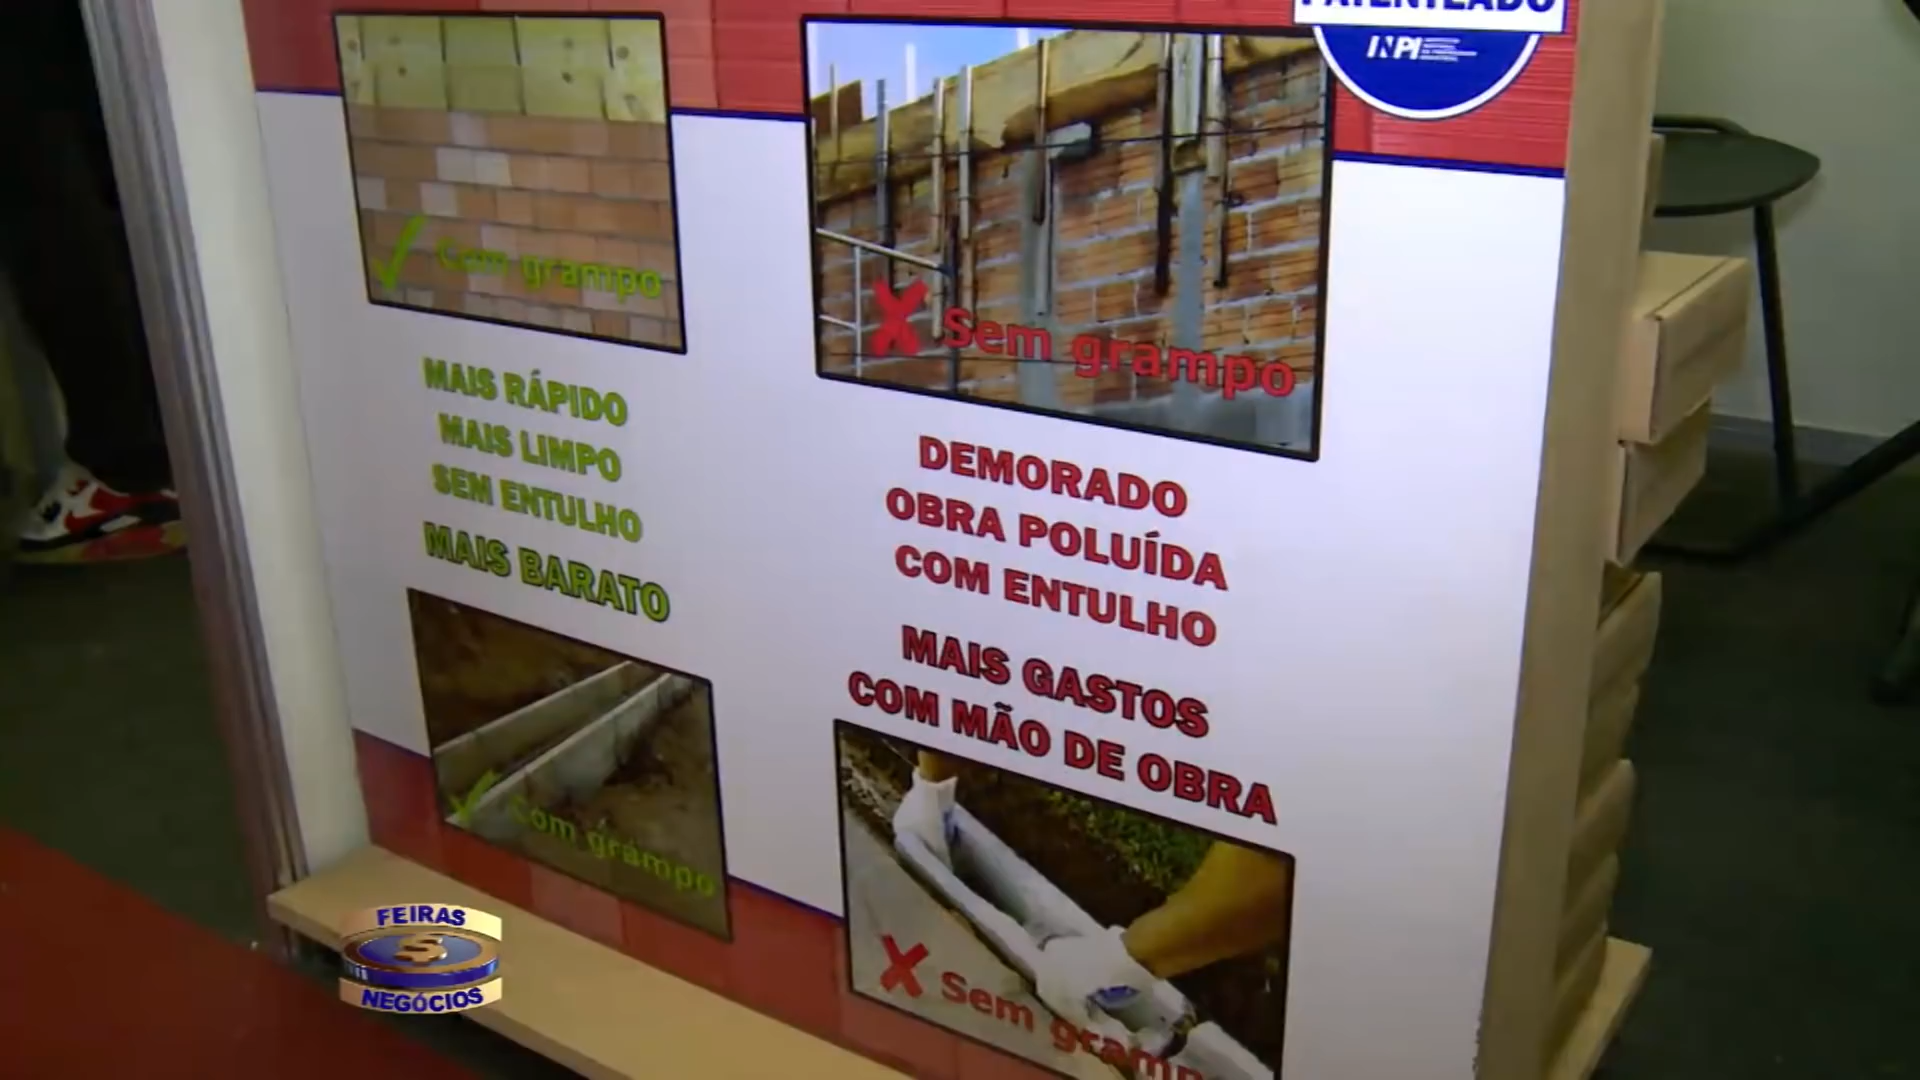 PATENTEADO
INPI
Com grampo
Sem grampo
MAIS RÁPIDO
MAIS LIMPO
SEM ENTULHO
MAIS BARATO
DEMORADO
OBRA POLUÍDA
COM ENTULHO
MAIS GASTOS
COM MÃO DE OBRA
Com grampo
Sem
FEIRAS
$
NEGÓCIOS